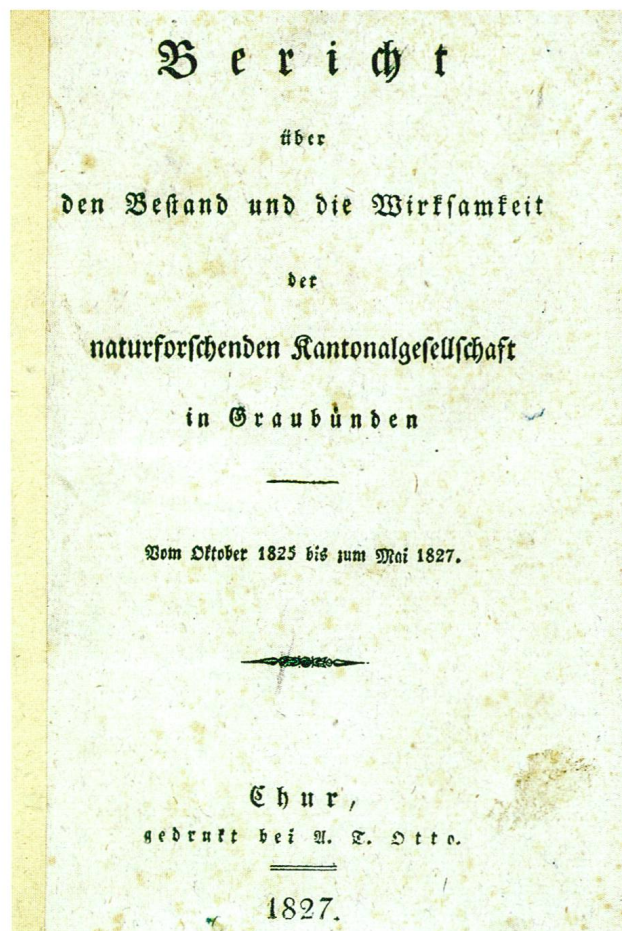 Bericht
über
den Bestand und die Wirksamkeit
der
naturforschenden Kantonalgesellschaft
in Graubünden
Vom Oktober 1825 bis zum Mai 1827.
Chur,
gedrukt bei A. T. Otto.
1827.